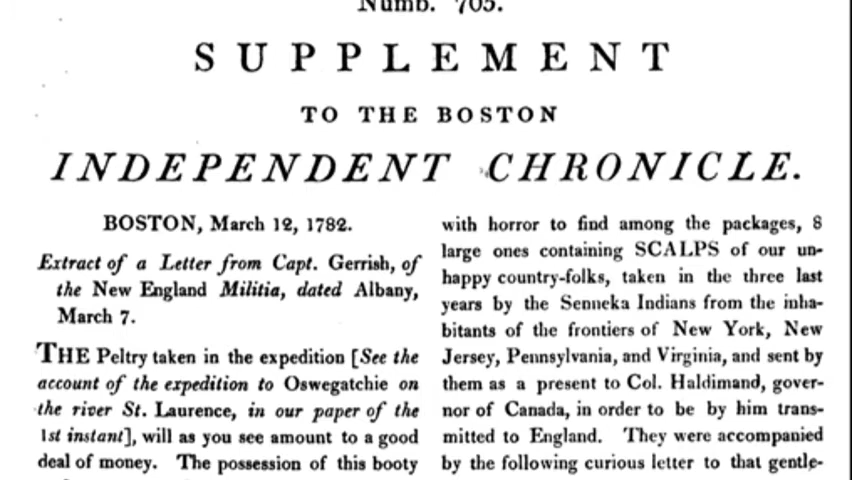 Numb. 705.
SUPPLEMENT
TO THE BOSTON
INDEPENDENT CHRONICLE.
BOSTON, March 12, 1782.
Extract of a Letter from Capt. Gerrish, of
the New England Militia, dated Albany,
March 7.
THE Peltry taken in the expedition [See the
account of the expedition to Oswegatchie on
the river St. Laurence, in our paper of the
1st instant], will as you see amount to a good
deal of money. The possession of this booty
with horror to find among the packages, 8
large ones containing SCALPS of our un-
happy country-folks, taken in the three last
years by the Senneka Indians from the inha-
bitants of the frontiers of New York, New
Jersey, Pennsylvania, and Virginia, and sent by
them as a present to Col. Haldimand, gover-
nor of Canada, in order to be by him trans-
mitted to England. They were accompanied
by the following curious letter to that gentle-